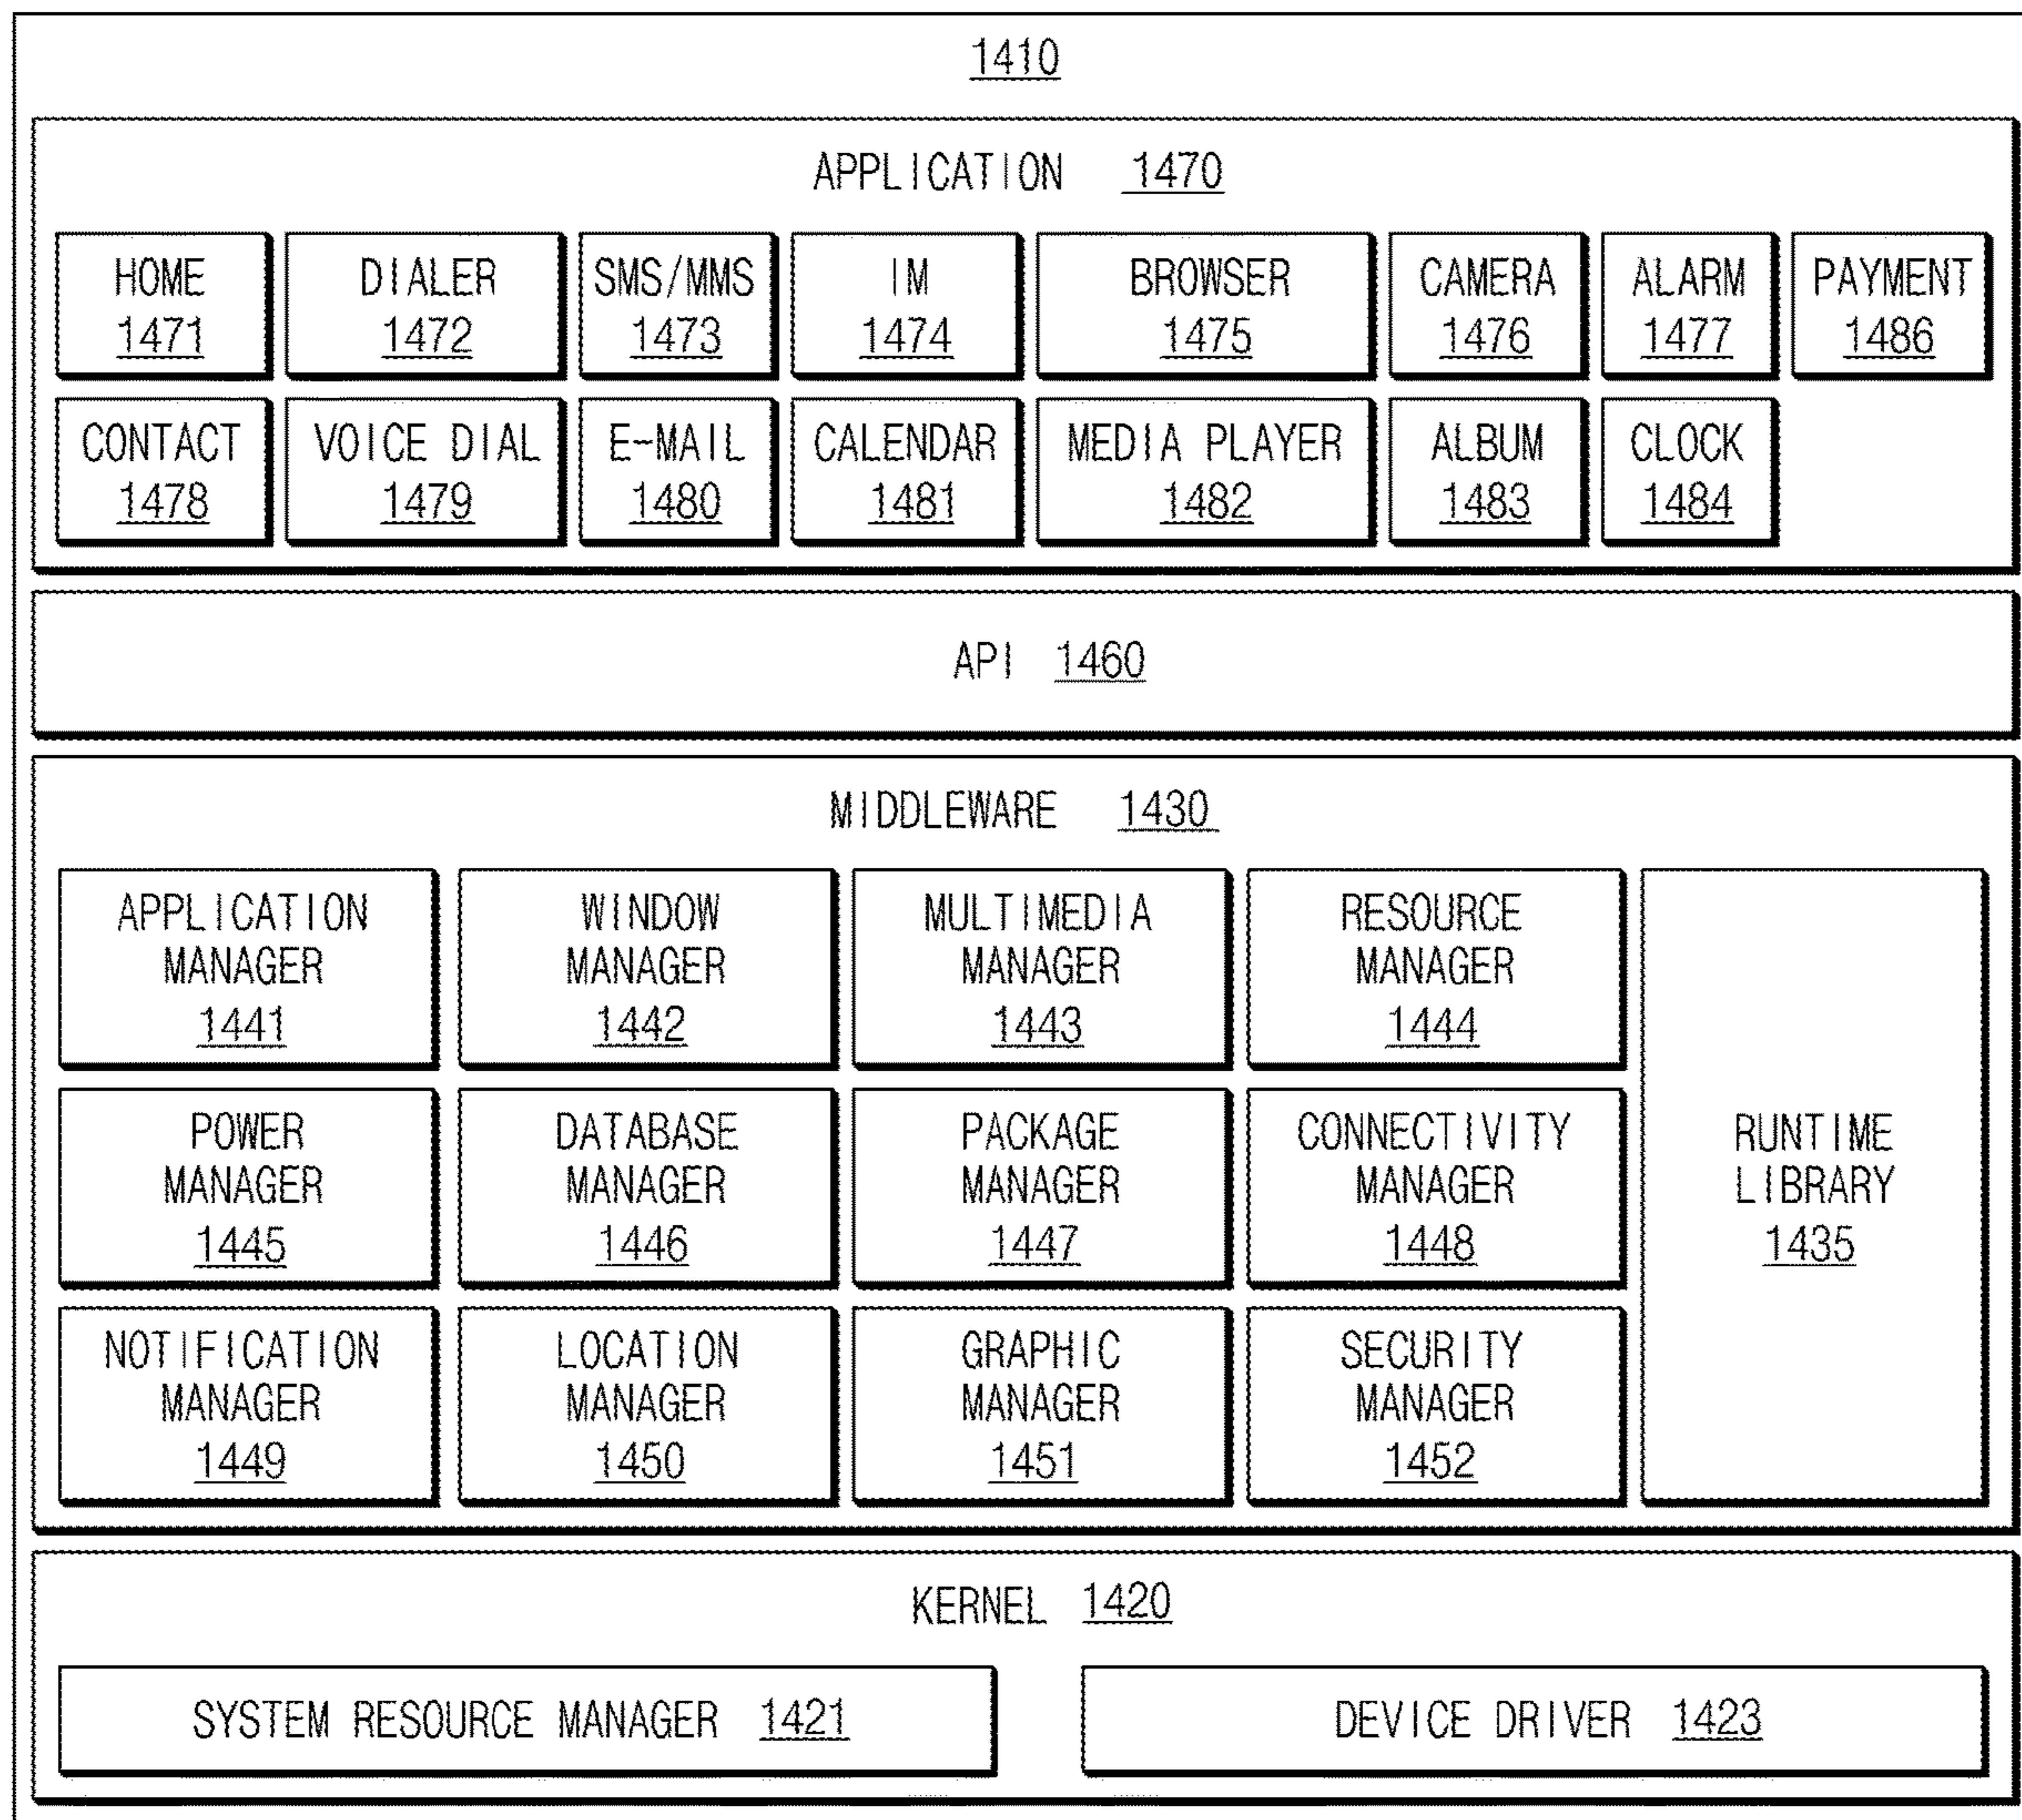 1410
APPLICATION 1470
HOME
1471
DIALER
1472
SMS/MMS
1473
IM
1474
BROWSER
1475
CAMERA
1476
ALARM
1477
PAYMENT
1486
CONTACT
1478
VOICE DIAL
1479
E-MAIL
1480
CALENDAR
1481
MEDIA PLAYER
1482
ALBUM
1483
CLOCK
1484
API 1460
MIDDLEWARE 1430
APPLICATION
MANAGER
1441
WINDOW
MANAGER
1442
MULTIMEDIA
MANAGER
1443
RESOURCE
MANAGER
1444
POWER
MANAGER
1445
DATABASE
MANAGER
1446
PACKAGE
MANAGER
1447
CONNECTIVITY
MANAGER
1448
RUNTIME
LIBRARY
1435
NOTIFICATION
MANAGER
1449
LOCATION
MANAGER
1450
GRAPHIC
MANAGER
1451
SECURITY
MANAGER
1452
KERNEL 1420
SYSTEM RESOURCE MANAGER 1421
DEVICE DRIVER 1423